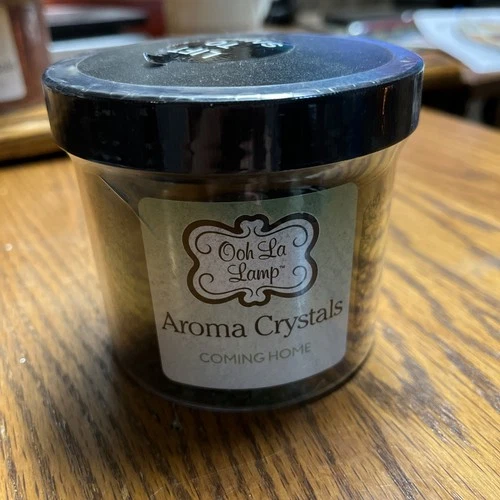 Ooh La
Lamp™
Aroma Crystals
COMING HOME